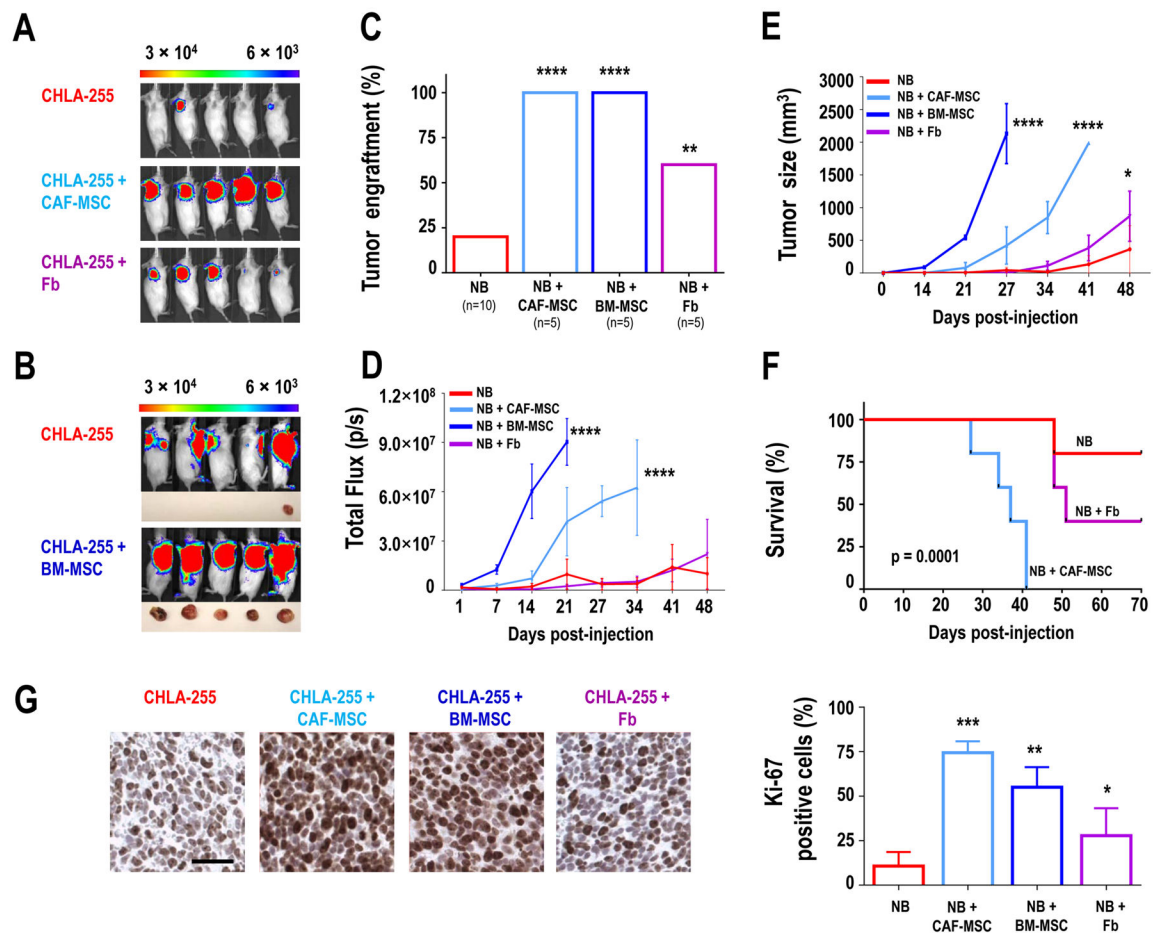 A
3 × 10⁴
6 × 10³
CHLA-255
CHLA-255 +
CAF-MSC
CHLA-255 +
Fb
B
3 × 10⁴
6 × 10³
CHLA-255
CHLA-255 +
BM-MSC
C
Tumor engraftment (%)
100
75
50
25
0
NB
(n=10)
NB +
CAF-MSC
(n=5)
NB +
BM-MSC
(n=5)
NB +
Fb
(n=5)
****
****
**
D
Total Flux (p/s)
1.2×10⁸
9.0×10⁷
6.0×10⁷
3.0×10⁷
0
NB
NB + CAF-MSC
NB + BM-MSC
NB + Fb
****
****
1 7 14 21 27 34 41 48
Days post-injection
E
Tumor size (mm³)
3000
2500
2000
1500
1000
500
0
NB
NB + CAF-MSC
NB + BM-MSC
NB + Fb
****
****
*
0 14 21 27 34 41 48
Days post-injection
F
Survival (%)
100
75
50
25
0
NB
NB + Fb
NB + CAF-MSC
p = 0.0001
0 10 20 30 40 50 60 70
Days post-injection
G
CHLA-255
CHLA-255 +
CAF-MSC
CHLA-255 +
BM-MSC
CHLA-255 +
Fb
Ki-67
positive cells (%)
100
75
50
25
0
***
**
*
NB
NB +
CAF-MSC
NB +
BM-MSC
NB +
Fb